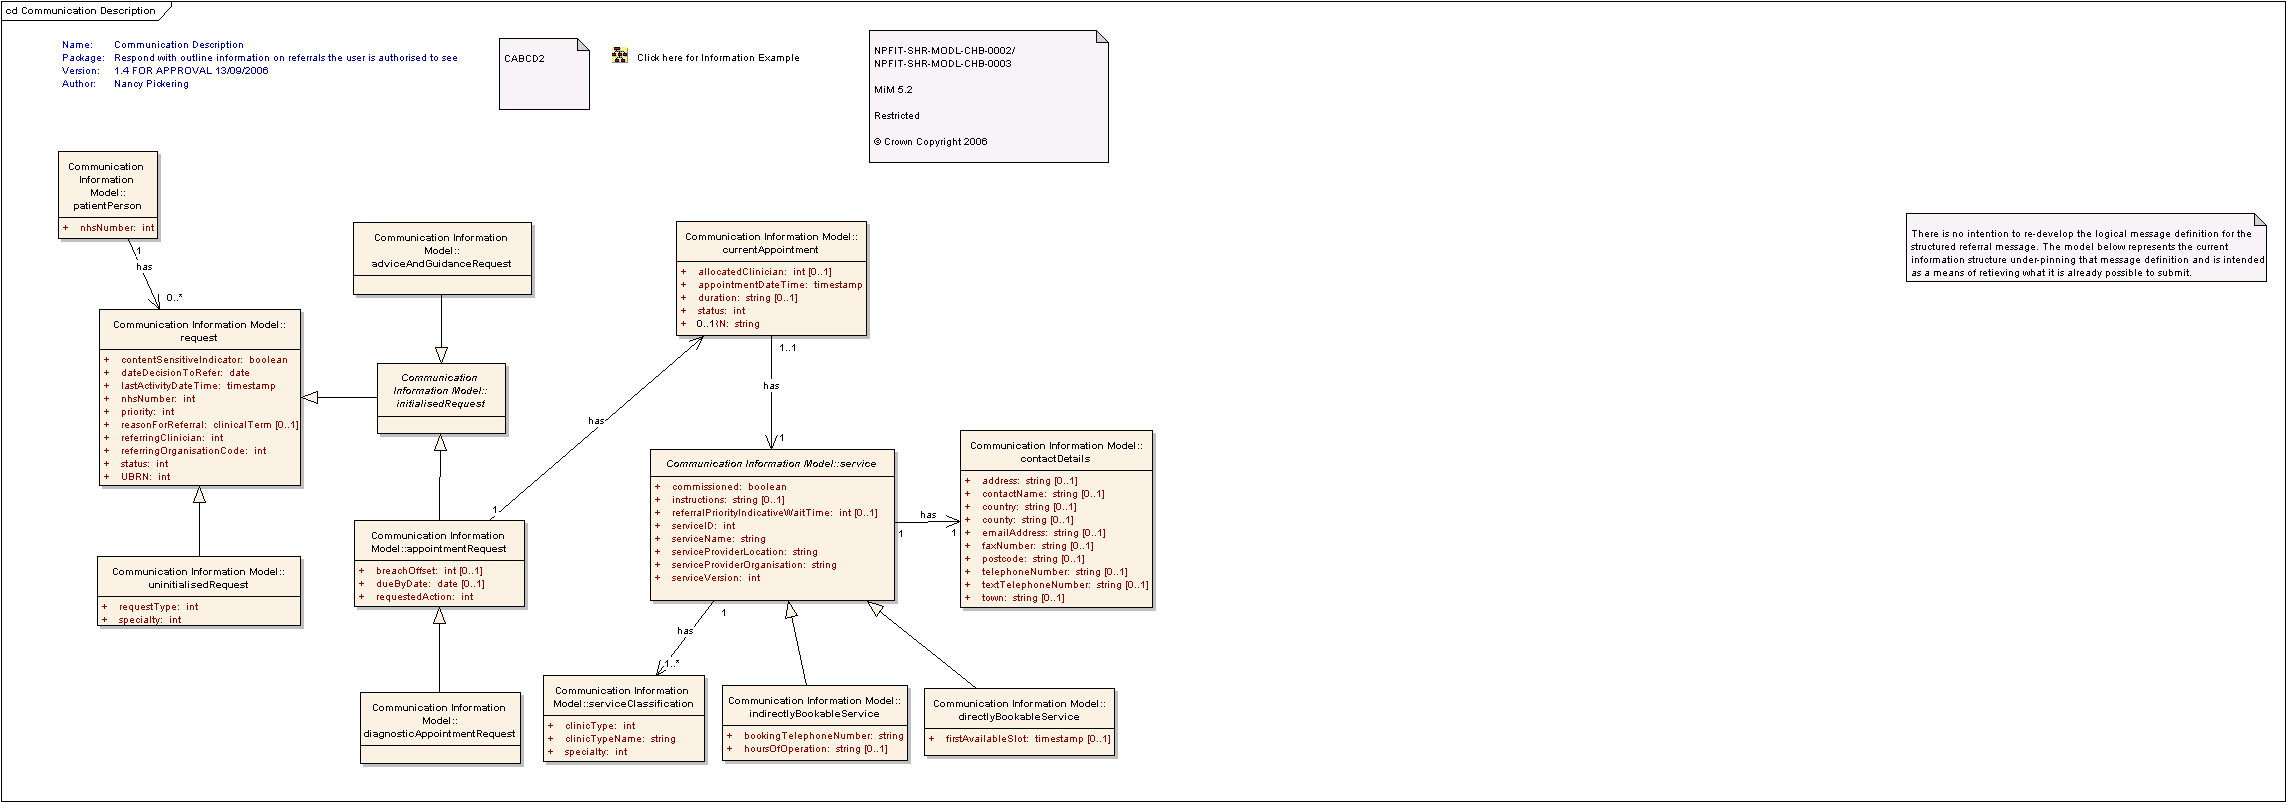 cd Communication Description
Name: Communication Description
Package: Respond with outline information on referrals the user is authorised to see
Version: 1.4 FOR APPROVAL 13/09/2006
Author: Nancy Pickering
CABCD2
Click here for Information Example
NPFIT-SHR-MODL-CHB-0002/
NPFIT-SHR-MODL-CHB-0003
MiM 5.2
Restricted
© Crown Copyright 2006
There is no intention to re-develop the logical message definition for the
structured referral message. The model below represents the current
information structure under-pinning that message definition and is intended
as a means of retieving what it is already possible to submit.
Communication
Information
Model::
patientPerson
+ nhsNumber: int
1
has
0..*
Communication Information Model::
request
+ contentSensitiveIndicator: boolean
+ dateDecisionToRefer: date
+ lastActivityDateTime: timestamp
+ nhsNumber: int
+ priority: int
+ reasonForReferral: clinicalTerm [0..1]
+ referringClinician: int
+ referringOrganisationCode: int
+ status: int
+ UBRN: int
Communication Information Model::
uninitialisedRequest
+ requestType: int
+ specialty: int
Communication Information
Model::
adviceAndGuidanceRequest
Communication
Information Model::
initialisedRequest
Communication Information
Model::appointmentRequest
+ breachOffset: int [0..1]
+ dueByDate: date [0..1]
+ requestedAction: int
Communication Information
Model::
diagnosticAppointmentRequest
1
has
Communication Information Model::
currentAppointment
+ allocatedClinician: int [0..1]
+ appointmentDateTime: timestamp
+ duration: string [0..1]
+ status: int
+ 0..1RN: string
1..1
has
1
Communication Information Model::service
+ commissioned: boolean
+ instructions: string [0..1]
+ referralPriorityIndicativeWaitTime: int [0..1]
+ serviceID: int
+ serviceName: string
+ serviceProviderLocation: string
+ serviceProviderOrganisation: string
+ serviceVersion: int
has
1
1
Communication Information Model::
contactDetails
+ address: string [0..1]
+ contactName: string [0..1]
+ country: string [0..1]
+ county: string [0..1]
+ emailAddress: string [0..1]
+ faxNumber: string [0..1]
+ postcode: string [0..1]
+ telephoneNumber: string [0..1]
+ textTelephoneNumber: string [0..1]
+ town: string [0..1]
1
has
1..*
Communication Information
Model::serviceClassification
+ clinicType: int
+ clinicTypeName: string
+ specialty: int
Communication Information Model::
indirectlyBookableService
+ bookingTelephoneNumber: string
+ hoursOfOperation: string [0..1]
Communication Information Model::
directlyBookableService
+ firstAvailableSlot: timestamp [0..1]